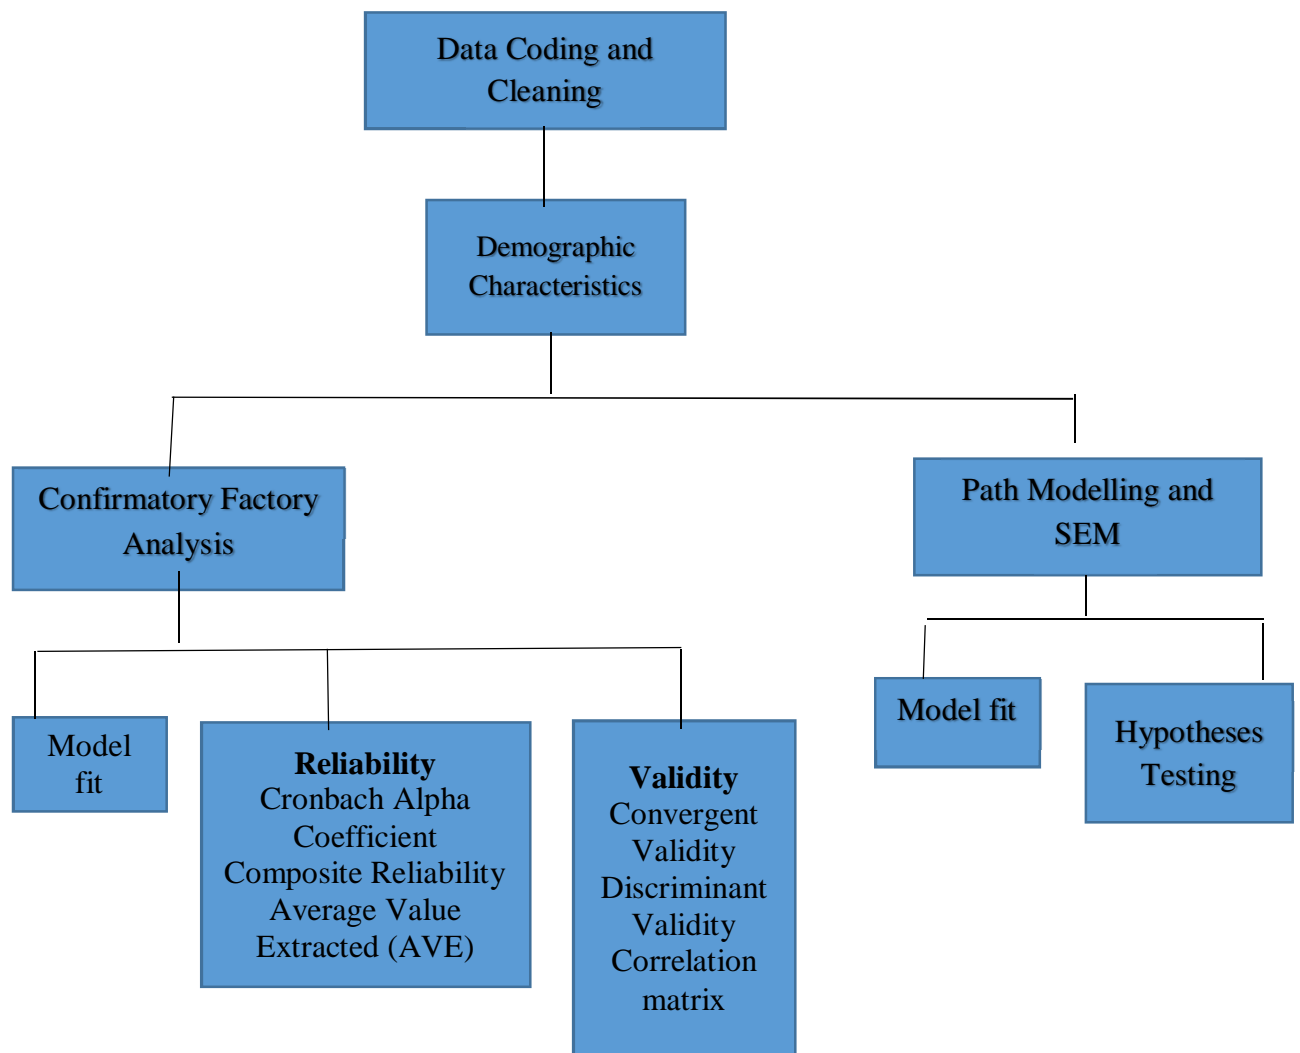 Data Coding and
Cleaning
Demographic
Characteristics
Confirmatory Factory
Analysis
Path Modelling and
SEM
Model
fit
Reliability
Cronbach Alpha
Coefficient
Composite Reliability
Average Value
Extracted (AVE)
Validity
Convergent
Validity
Discriminant
Validity
Correlation
matrix
Model fit
Hypotheses
Testing